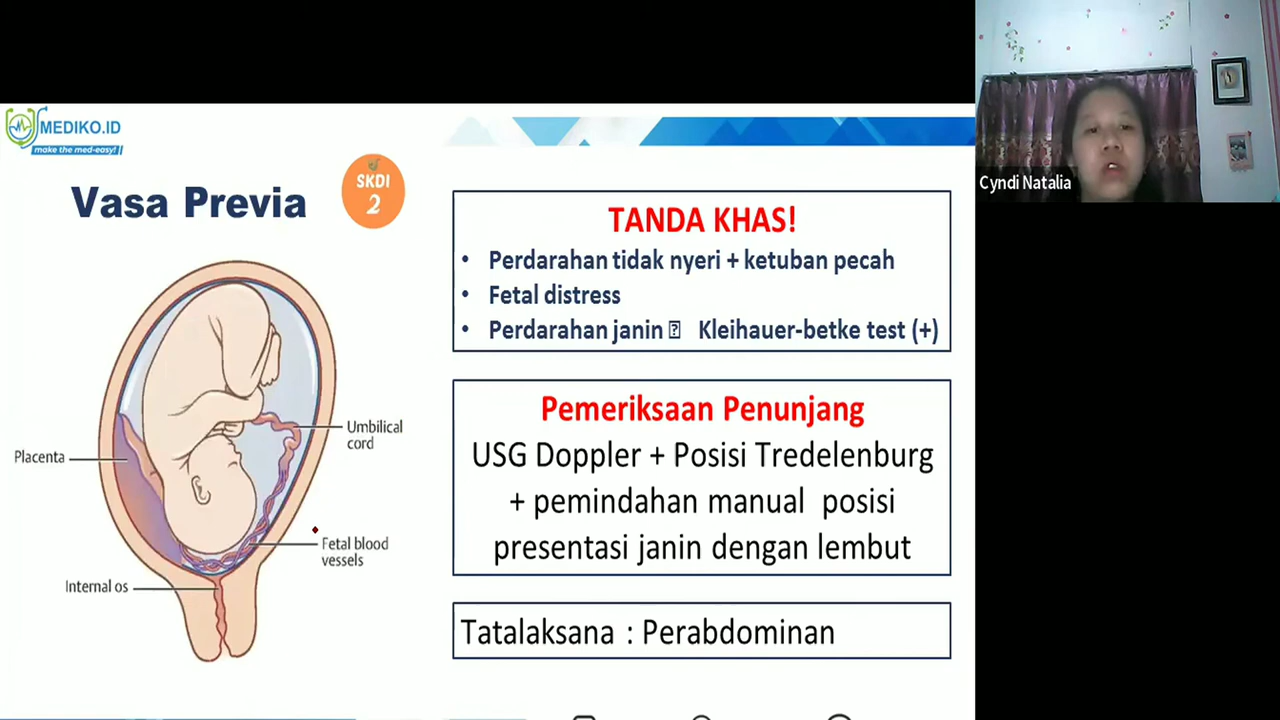 MEDIKO.ID
make the med-easy! ||
Vasa Previa
SKDI
2
Placenta
Umbilical
cord
Fetal blood
vessels
Internal os
TANDA KHAS!
• Perdarahan tidak nyeri + ketuban pecah
• Fetal distress
• Perdarahan janin Kleihauer-betke test (+)
Pemeriksaan Penunjang
USG Doppler + Posisi Tredelenburg
+ pemindahan manual posisi
presentasi janin dengan lembut
Tatalaksana : Perabdominan
Cyndi Natalia